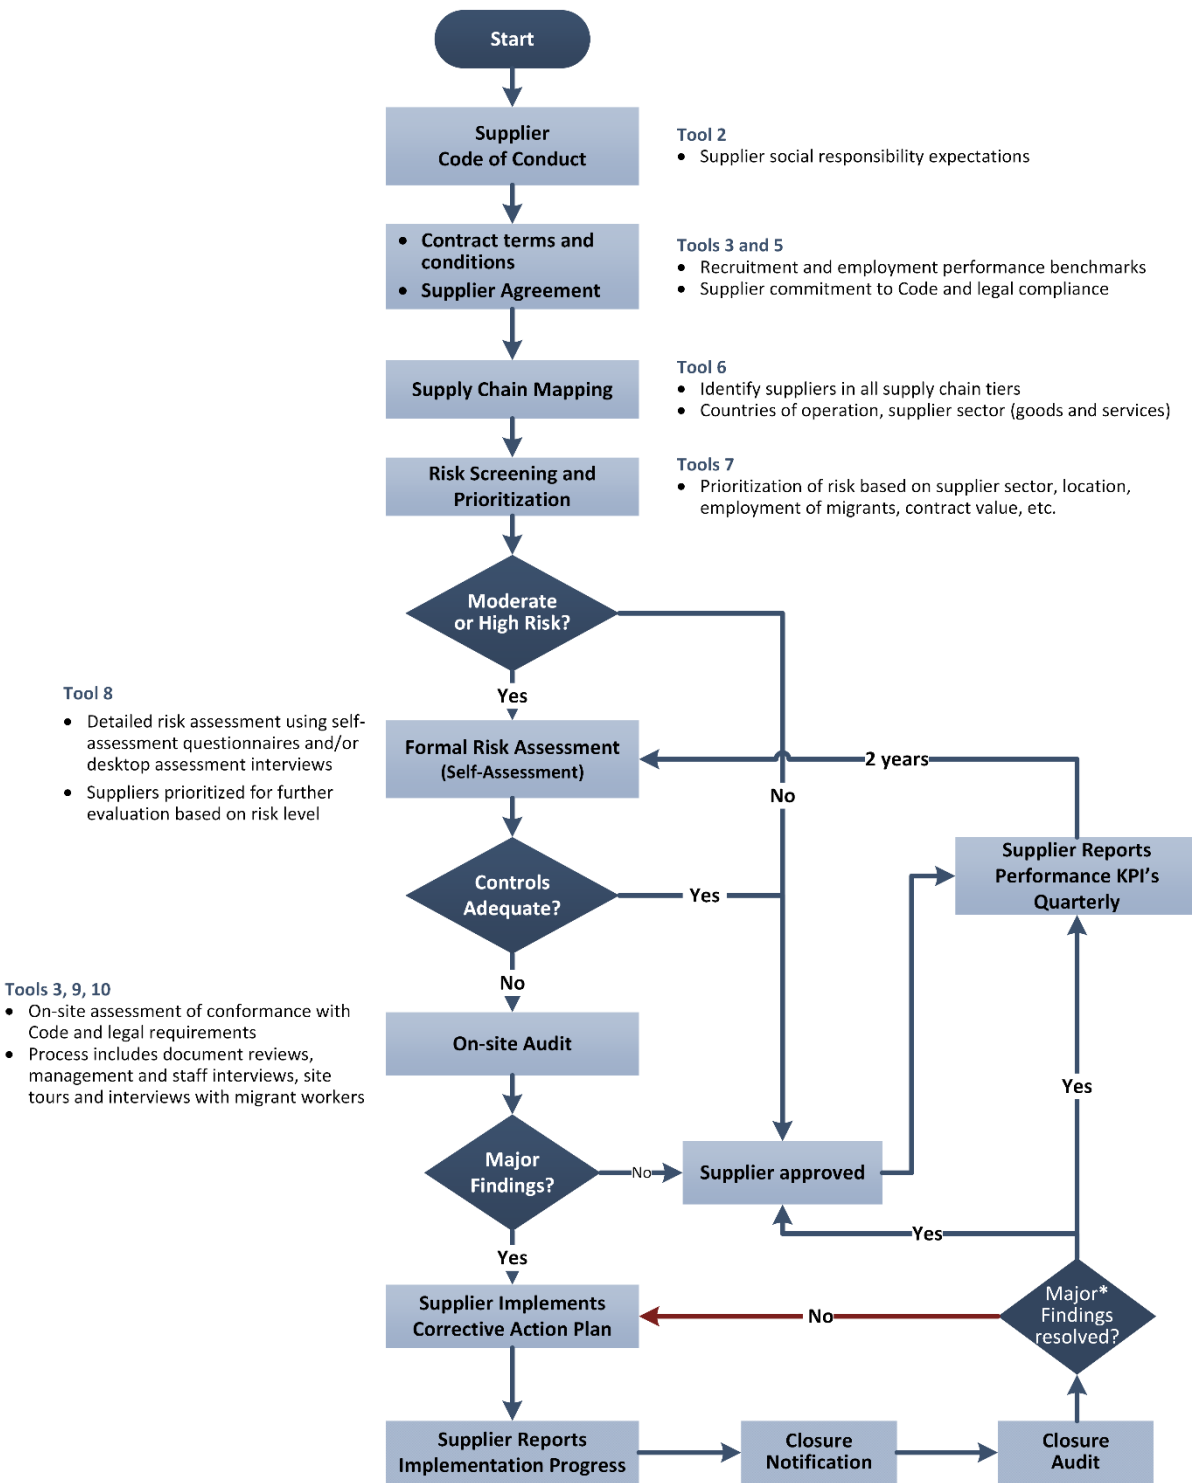 Start
Supplier
Code of Conduct
Tool 2
• Supplier social responsibility expectations
• Contract terms and
conditions
• Supplier Agreement
Tools 3 and 5
• Recruitment and employment performance benchmarks
• Supplier commitment to Code and legal compliance
Supply Chain Mapping
Tool 6
• Identify suppliers in all supply chain tiers
• Countries of operation, supplier sector (goods and services)
Risk Screening and
Prioritization
Tools 7
• Prioritization of risk based on supplier sector, location,
employment of migrants, contract value, etc.
Moderate
or High Risk?
Yes
No
Tool 8
• Detailed risk assessment using self-
assessment questionnaires and/or
desktop assessment interviews
• Suppliers prioritized for further
evaluation based on risk level
Formal Risk Assessment
(Self-Assessment)
2 years
Supplier Reports
Performance KPI's
Quarterly
Controls
Adequate?
Yes
No
Tools 3, 9, 10
• On-site assessment of conformance with
Code and legal requirements
• Process includes document reviews,
management and staff interviews, site
tours and interviews with migrant workers
On-site Audit
Yes
Major
Findings?
No
Supplier approved
Yes
Yes
Supplier Implements
Corrective Action Plan
No
Major*
Findings
resolved?
Supplier Reports
Implementation Progress
Closure
Notification
Closure
Audit